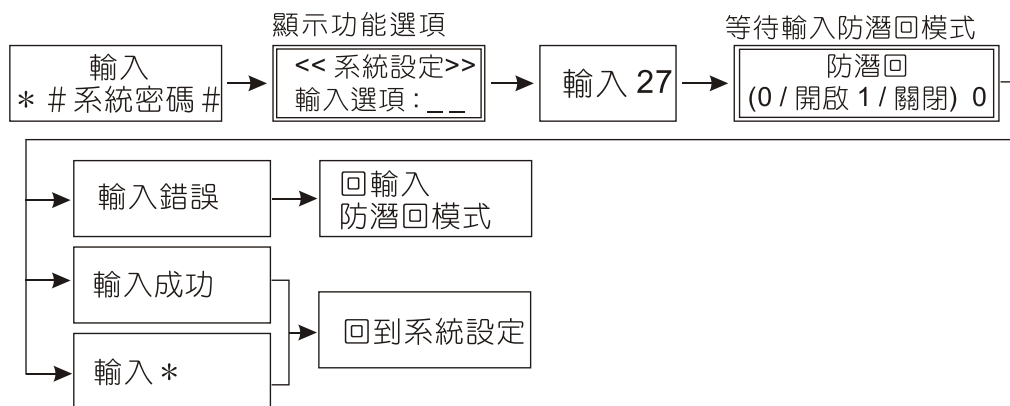 顯示功能選項
等待輸入防潛回模式
輸入
＊＃系統密碼＃
<< 系統設定>>
輸入選項：_ _
輸入 27
防潛回
(0 / 開啟 1 / 關閉) 0
輸入錯誤
回輸入
防潛回模式
輸入成功
回到系統設定
輸入＊